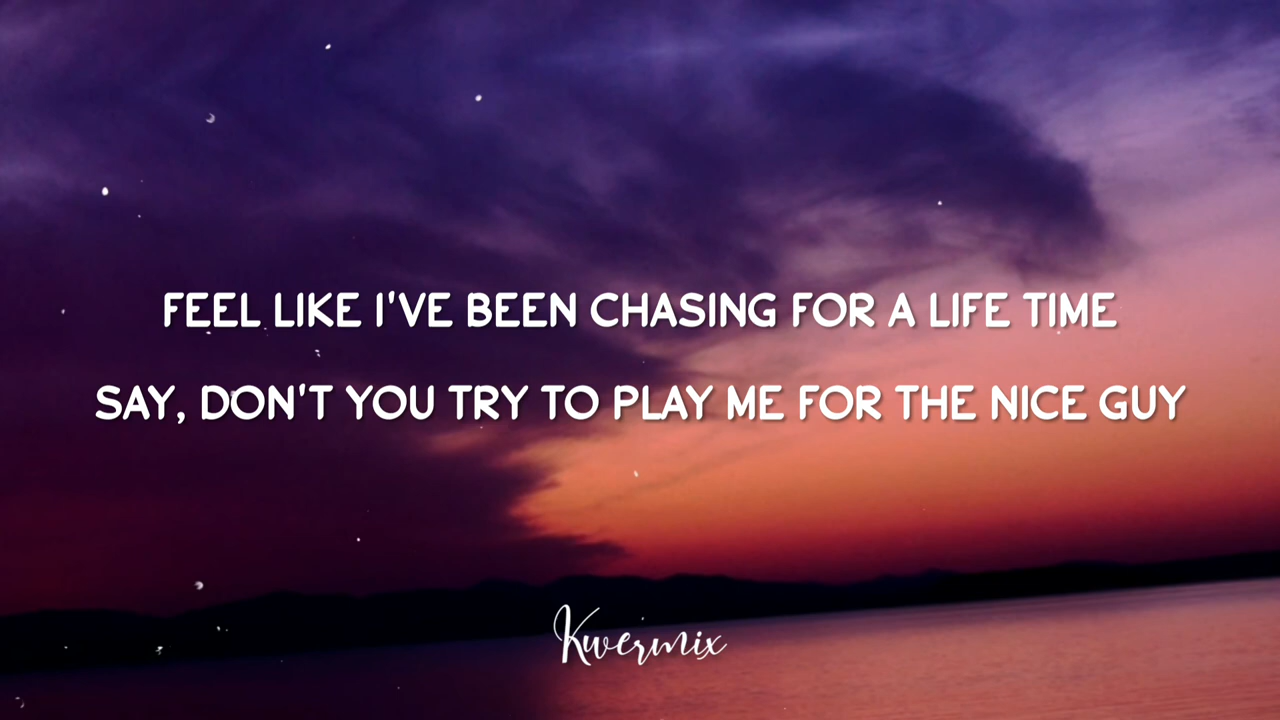 FEEL LIKE I'VE BEEN CHASING FOR A LIFE TIME
SAY, DON'T YOU TRY TO PLAY ME FOR THE NICE GUY
Kwermix